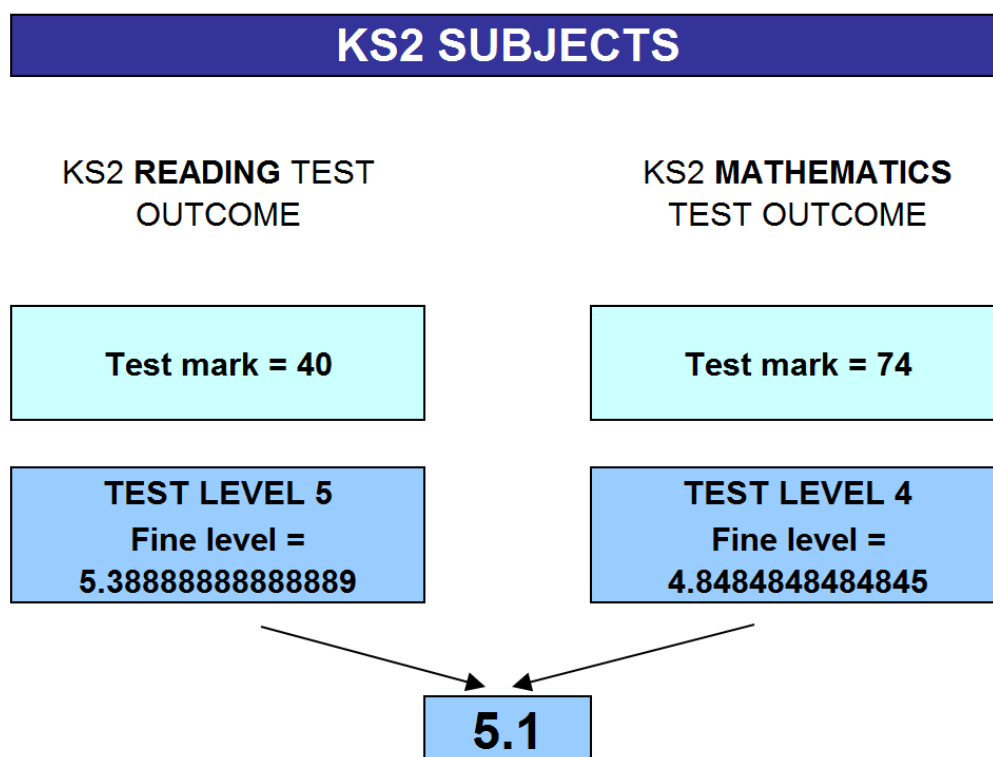 KS2 SUBJECTS
KS2 READING TEST
OUTCOME
KS2 MATHEMATICS
TEST OUTCOME
Test mark = 40
Test mark = 74
TEST LEVEL 5
Fine level =
5.38888888888889
TEST LEVEL 4
Fine level =
4.8484848484845
5.1